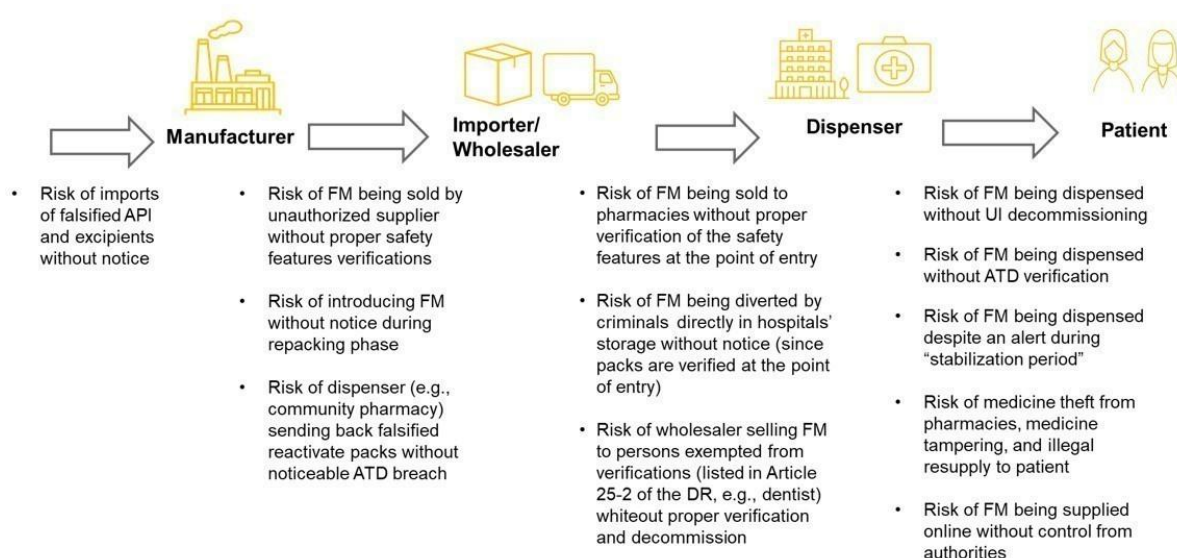 Manufacturer
Importer/
Wholesaler
Dispenser
Patient
• Risk of imports
of falsified API
and excipients
without notice
• Risk of FM being sold by
unauthorized supplier
without proper safety
features verifications
• Risk of introducing FM
without notice during
repacking phase
• Risk of dispenser (e.g.,
community pharmacy)
sending back falsified
reactivate packs without
noticeable ATD breach
• Risk of FM being sold to
pharmacies without proper
verification of the safety
features at the point of entry
• Risk of FM being diverted by
criminals directly in hospitals’
storage without notice (since
packs are verified at the point
of entry)
• Risk of wholesaler selling FM
to persons exempted from
verifications (listed in Article
25-2 of the DR, e.g., dentist)
whiteout proper verification
and decommission
• Risk of FM being dispensed
without UI decommissioning
• Risk of FM being dispensed
without ATD verification
• Risk of FM being dispensed
despite an alert during
“stabilization period”
• Risk of medicine theft from
pharmacies, medicine
tampering, and illegal
resupply to patient
• Risk of FM being supplied
online without control from
authorities